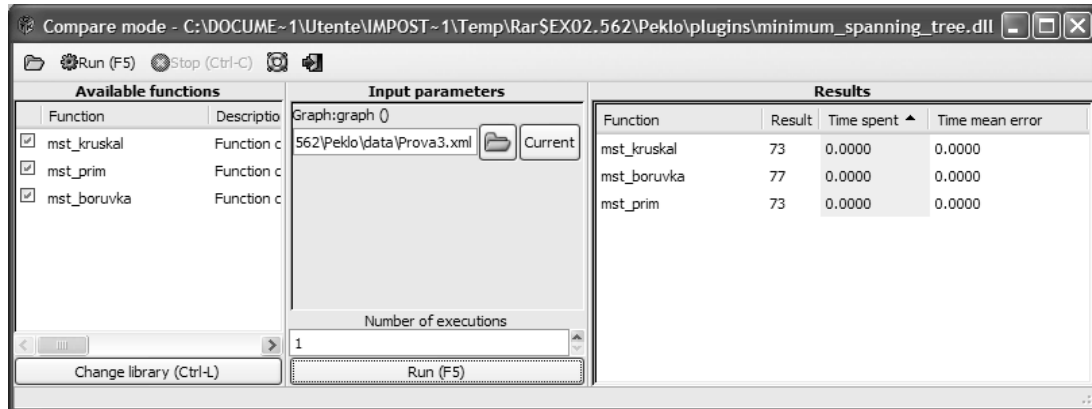 Compare mode - C:\DOCUME~1\Utente\IMPOST~1\Temp\Rar$EX02.562\Peklo\plugins\minimum_spanning_tree.dll
Run (F5) Stop (Ctrl-C)
Available functions
Function Descriptio
mst_kruskal Function c
mst_prim Function c
mst_boruvka Function c
Change library (Ctrl-L)
Input parameters
Graph:graph ()
562\Peklo\data\Prova3.xml Current
Number of executions
1
Run (F5)
Results
Function Result Time spent Time mean error
mst_kruskal 73 0.0000 0.0000
mst_boruvka 77 0.0000 0.0000
mst_prim 73 0.0000 0.0000